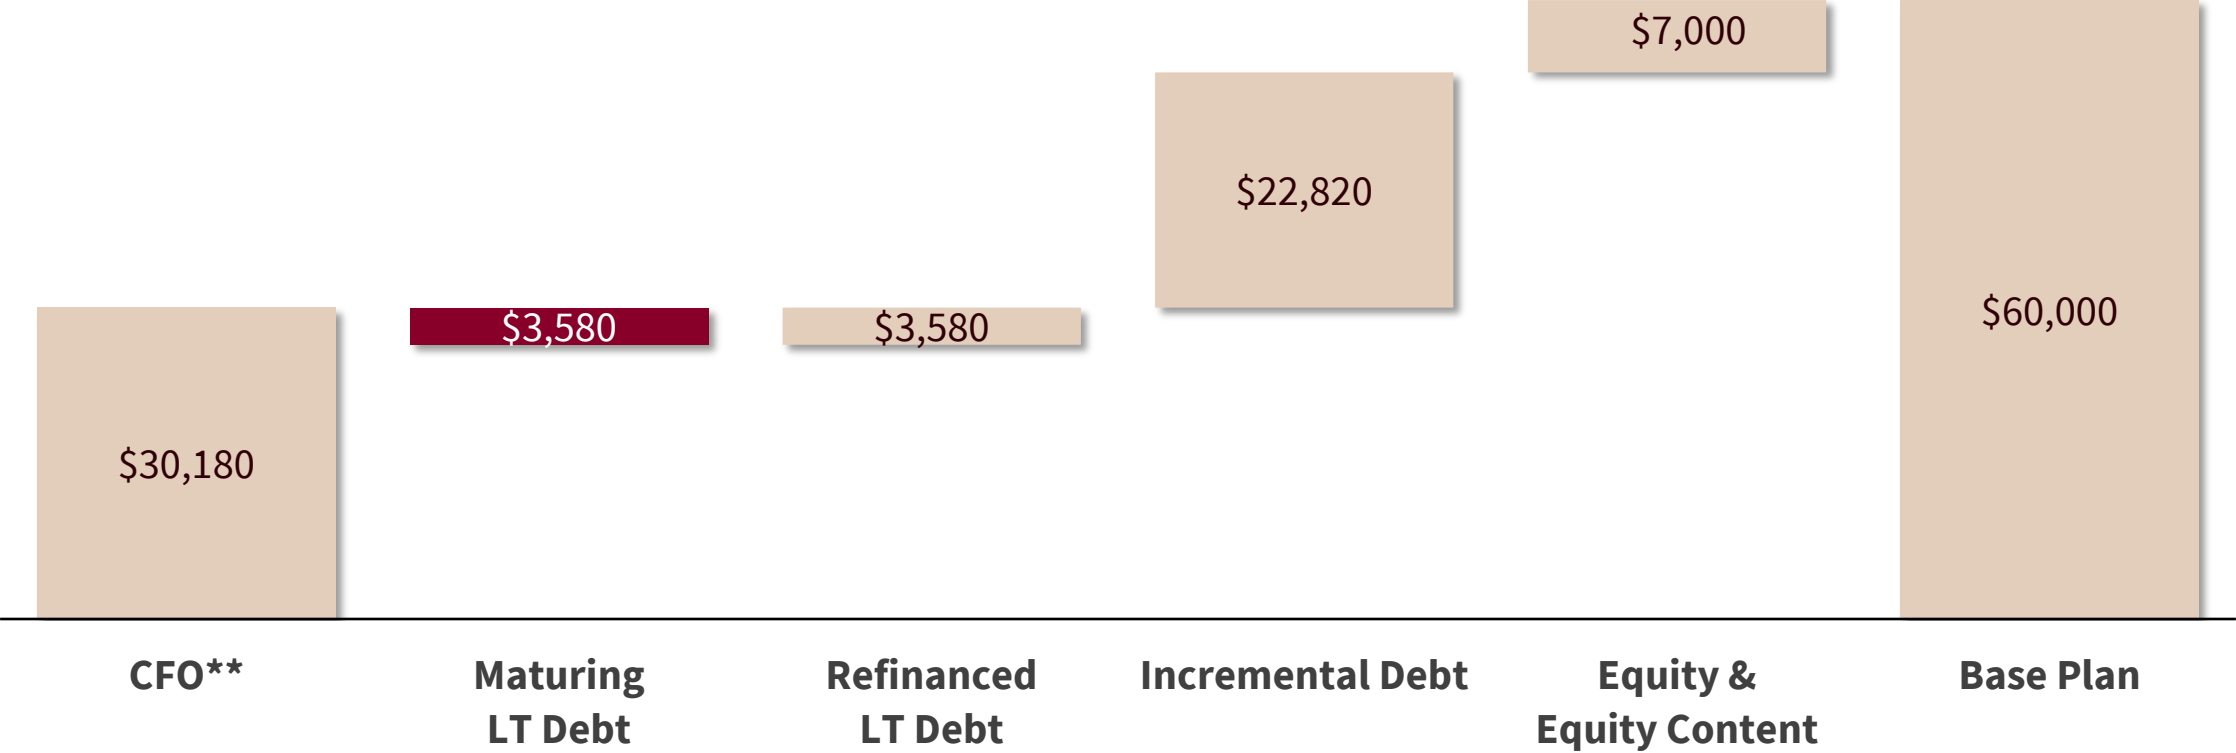 $7,000
$22,820
$60,000
$3,580
$3,580
$30,180
CFO**
Maturing
LT Debt
Refinanced
LT Debt
Incremental Debt
Equity &
Equity Content
Base Plan